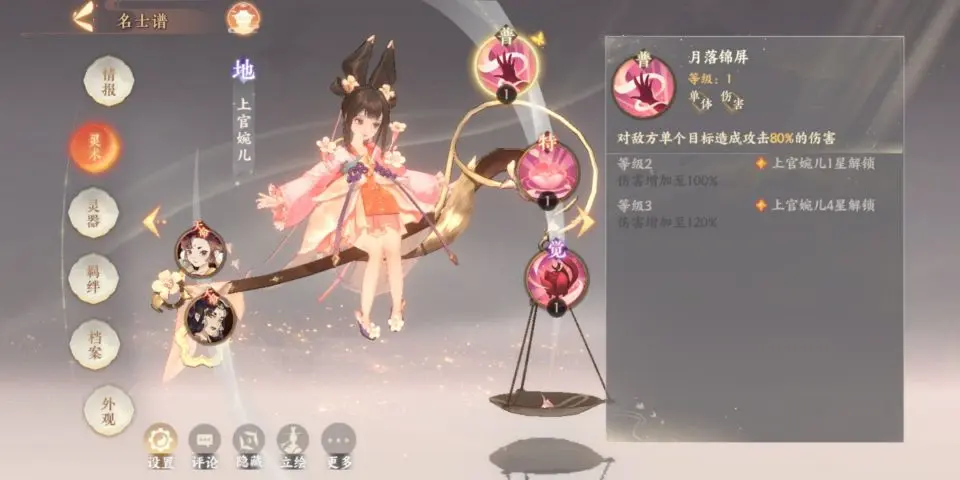 名士谱
情报
灵术
灵器
羁绊
档案
外观
地
上官婉儿
普
1
特
1
觉
1
普
月落锦屏
等级：1
单体
伤害
对敌方单个目标造成攻击80%的伤害
等级2
上官婉儿1星解锁
伤害增加至100%
等级3
上官婉儿4星解锁
伤害增加至120%
设置
评论
隐藏
立绘
更多